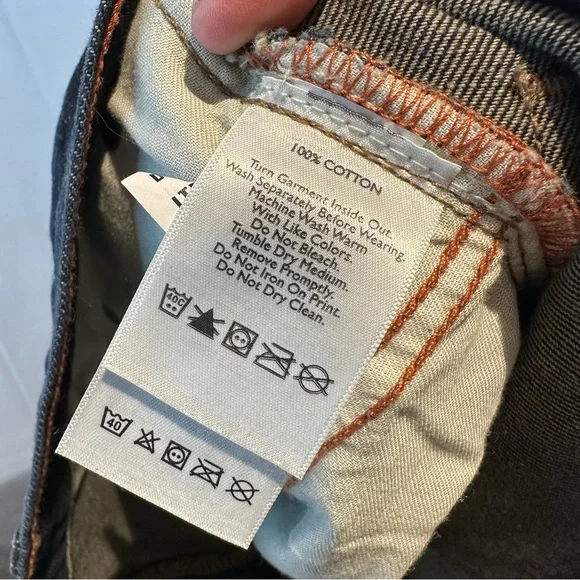 100% COTTON
Turn Garment Inside Out.
Wash Separately Before Wearing.
Machine Wash Warm
With Like Colors.
Do Not Bleach.
Tumble Dry Medium.
Remove Promptly.
Do Not Iron On Print.
Do Not Dry Clean.
40C
40